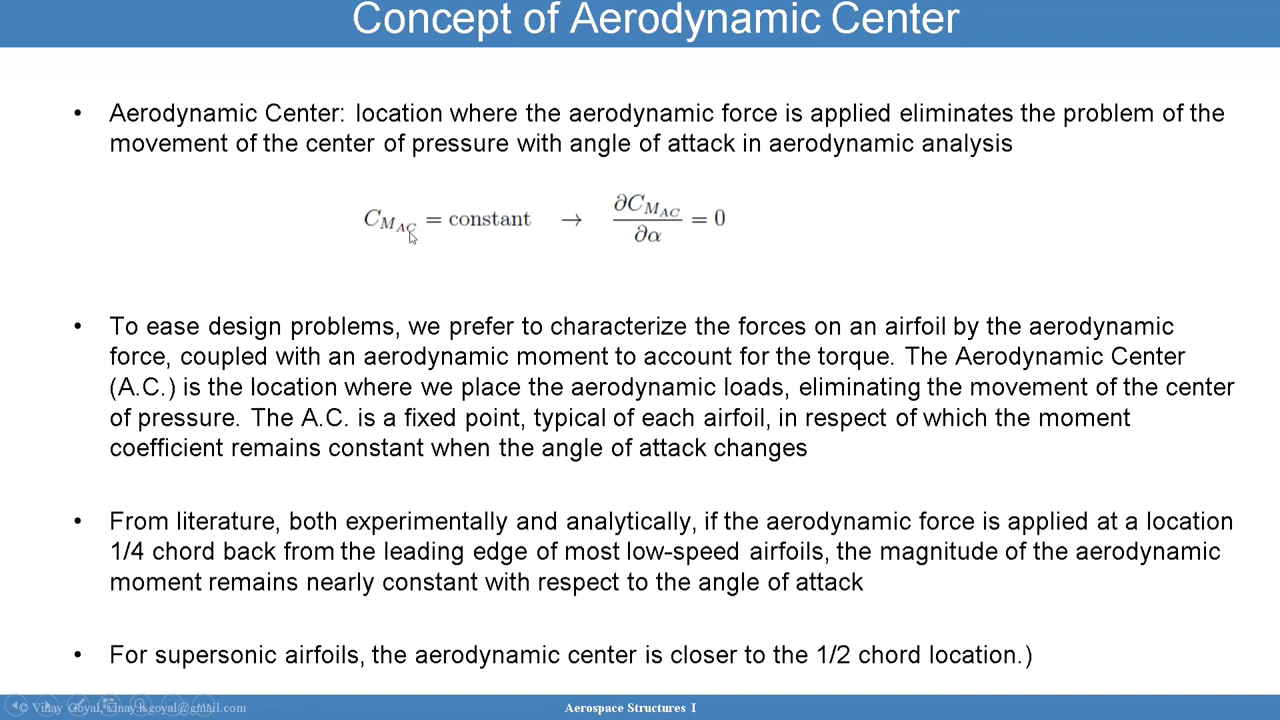 Concept of Aerodynamic Center
• Aerodynamic Center: location where the aerodynamic force is applied eliminates the problem of the
movement of the center of pressure with angle of attack in aerodynamic analysis
C_{M_{AC}} = constant → ∂C_{M_{AC}}/∂α = 0
• To ease design problems, we prefer to characterize the forces on an airfoil by the aerodynamic
force, coupled with an aerodynamic moment to account for the torque. The Aerodynamic Center
(A.C.) is the location where we place the aerodynamic loads, eliminating the movement of the center
of pressure. The A.C. is a fixed point, typical of each airfoil, in respect of which the moment
coefficient remains constant when the angle of attack changes
• From literature, both experimentally and analytically, if the aerodynamic force is applied at a location
1/4 chord back from the leading edge of most low-speed airfoils, the magnitude of the aerodynamic
moment remains nearly constant with respect to the angle of attack
• For supersonic airfoils, the aerodynamic center is closer to the 1/2 chord location.)
© Vinay Goyal, vinay.k.goyal@gmail.com Aerospace Structures I